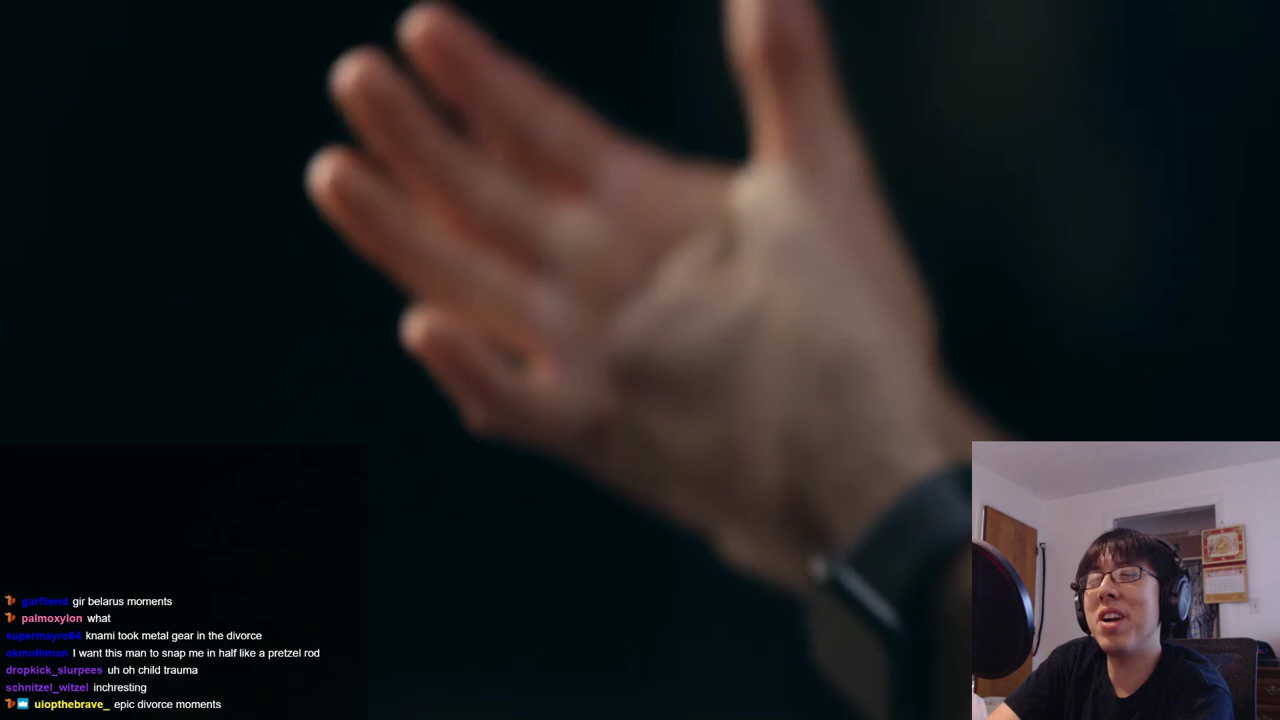 garfiend gir belarus moments
palmoxylon what
supermayro64 knami took metal gear in the divorce
okmothman I want this man to snap me in half like a pretzel rod
dropkick_slurpees uh oh child trauma
schnitzel_witzel inchresting
uiopthebrave_ epic divorce moments